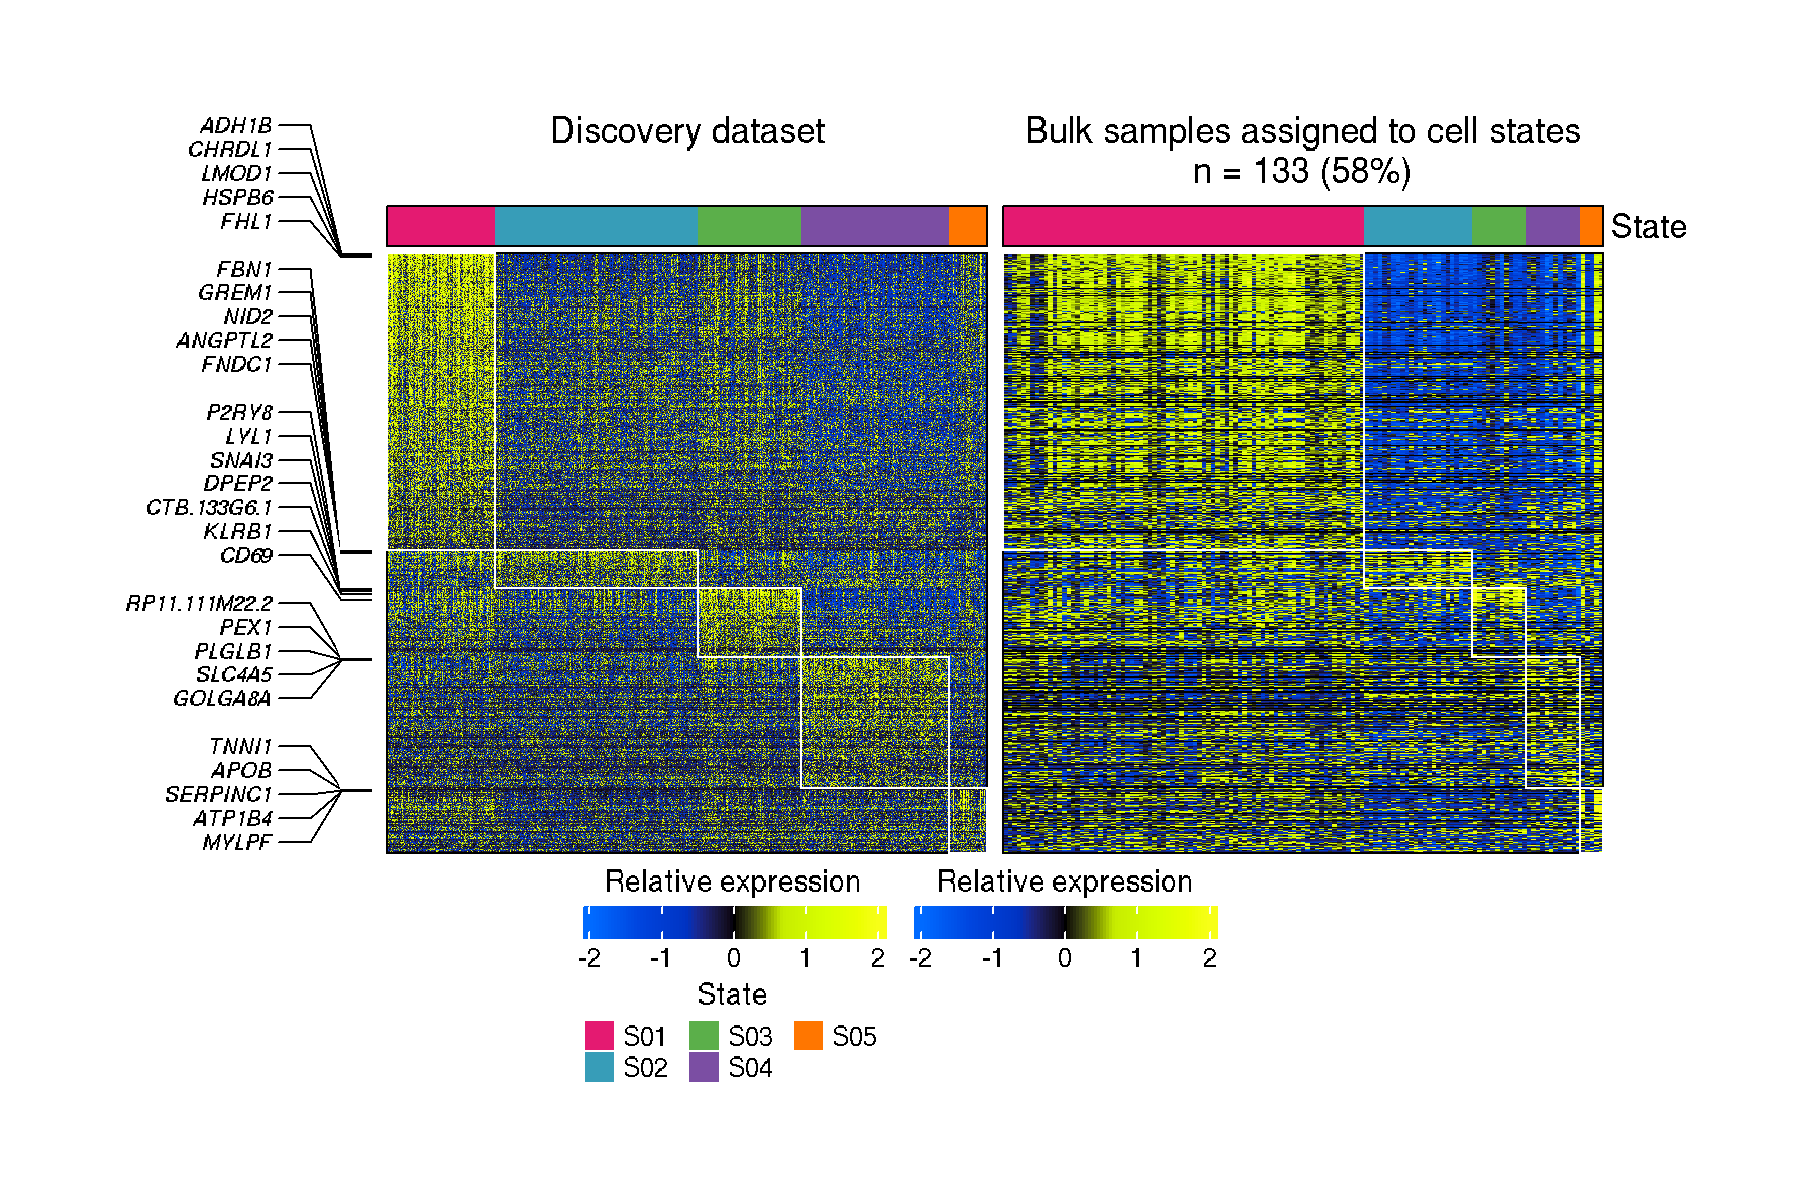 Discovery dataset
Bulk samples assigned to cell states
n = 133 (58%)
State
ADH1B
CHRDL1
LMOD1
HSPB6
FHL1
FBN1
GREM1
NID2
ANGPTL2
FNDC1
P2RY8
LYL1
SNAI3
DPEP2
CTB.133G6.1
KLRB1
CD69
RP11.111M22.2
PEX1
PLGLB1
SLC4A5
GOLGA8A
TNNI1
APOB
SERPINC1
ATP1B4
MYLPF
Relative expression
-2 -1 0 1 2
Relative expression
-2 -1 0 1 2
State
S01 S03 S05
S02 S04